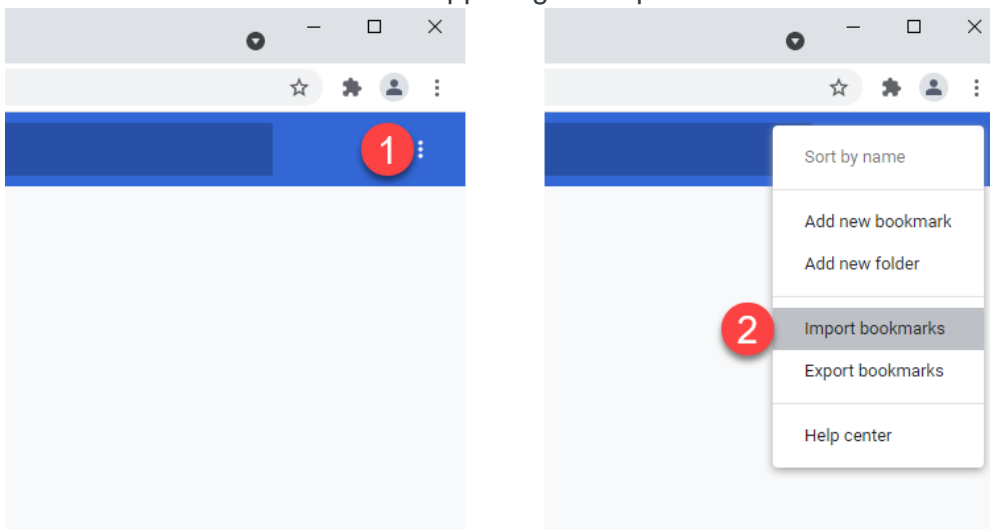 1
Sort by name
Add new bookmark
Add new folder
2
Import bookmarks
Export bookmarks
Help center